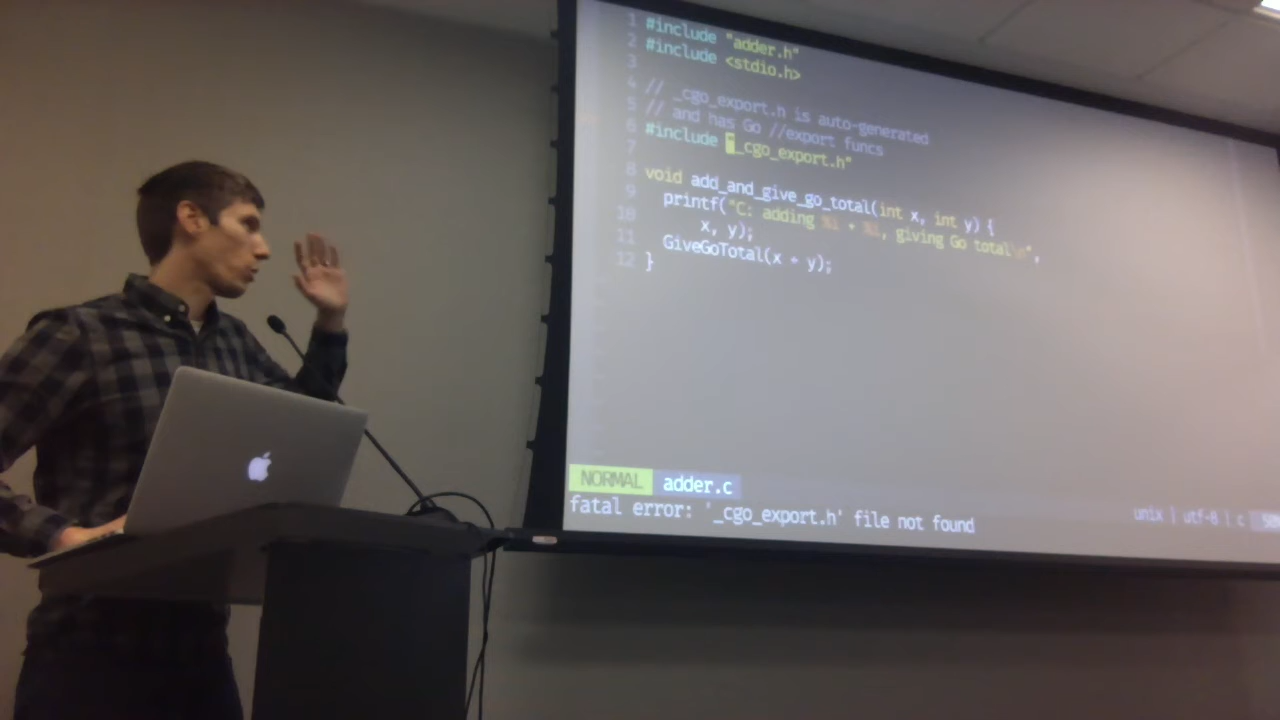 1 #include "adder.h"
2 #include <stdio.h>
3
4 // _cgo_export.h is auto-generated
5 // and has Go //export funcs
6 #include "_cgo_export.h"
7
8 void add_and_give_go_total(int x, int y) {
9 printf("C: adding %i + %i, giving Go total\n",
10 x, y);
11 GiveGoTotal(x + y);
12 }
NORMAL adder.c
unix | utf-8 | c
fatal error: '_cgo_export.h' file not found